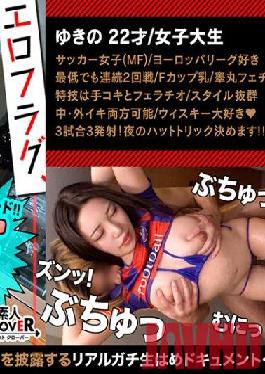 エロフラグ
ゆきの 22才/女子大生
サッカー女子(MF)/ヨーロッパリーグ好き
最低でも連続2回戦/Fカップ乳/睾丸フェチ
特技は手コキとフェラチオ/スタイル抜群
中・外イキ両方可能/ウィスキー大好き♥
3試合3発射!夜のハットトリック決めます!!
ぶちゅっ
football
ズンッ!
ぶちゅっ
むにっ
素人
OVER
を披露するリアルガチ生はめドキュメント
JAVHD